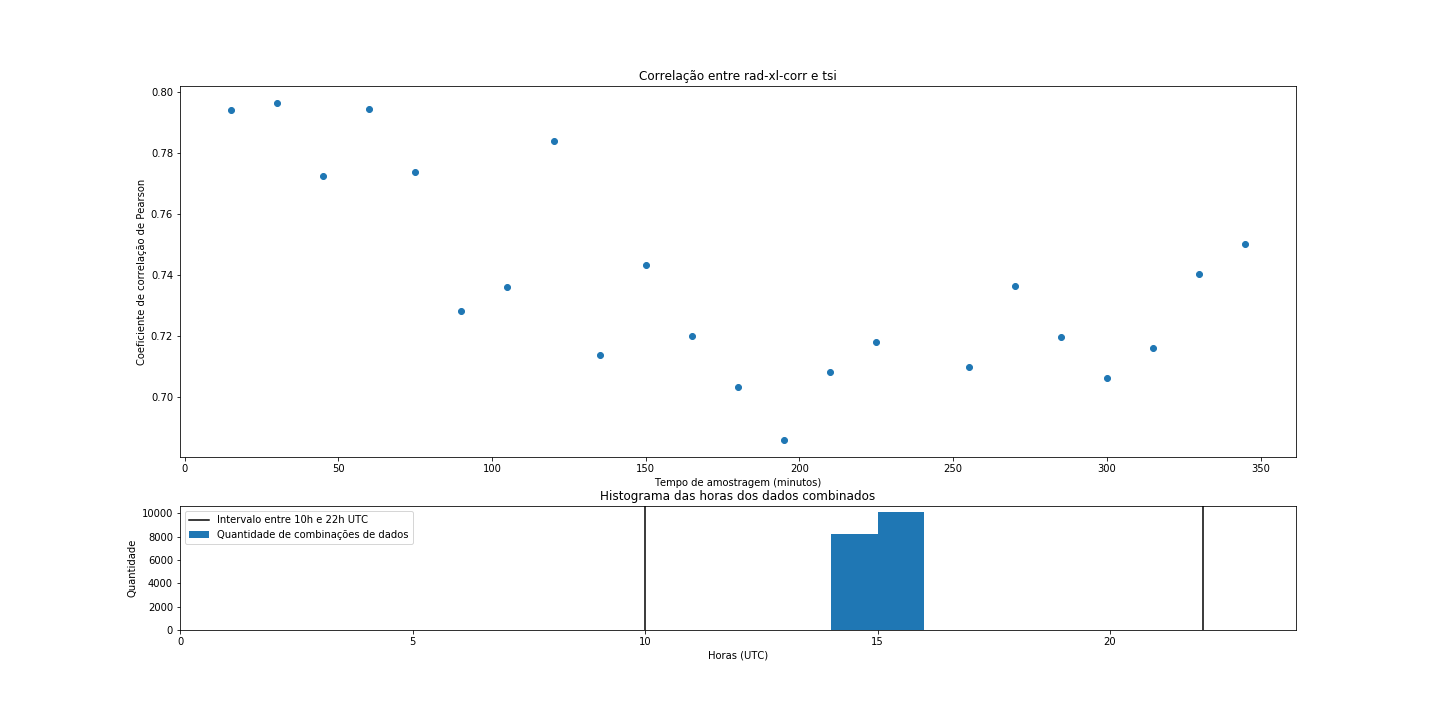 Correlação entre rad-xl-corr e tsi
Coeficiente de correlação de Pearson
0.80
0.78
0.76
0.74
0.72
0.70
0 50 100 150 200 250 300 350
Tempo de amostragem (minutos)
Histograma das horas dos dados combinados
Quantidade
10000
8000
6000
4000
2000
0
Intervalo entre 10h e 22h UTC
Quantidade de combinações de dados
0 5 10 15 20
Horas (UTC)